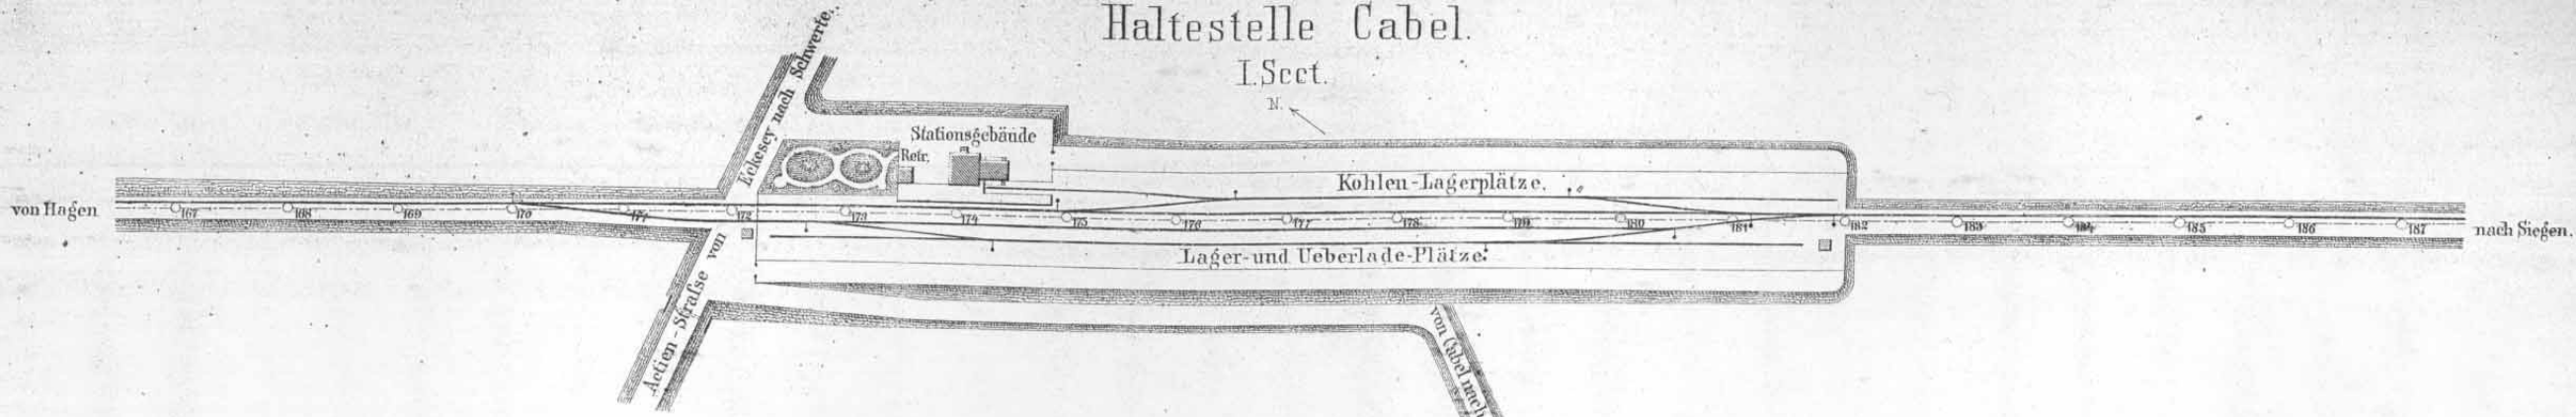 Haltestelle Cabel.
I. Sect.
N.
Actien-Straße von Eckesey nach Schwerte.
Stationsgebäude
Retr.
Kohlen-Lagerplätze.
von Hagen
167 168 169 170 171 172 173 174 175 176 177 178 179 180 181 182 183 184 185 186 187
nach Siegen.
Lager-und Ueberlade-Plätze.
von Cabel nach